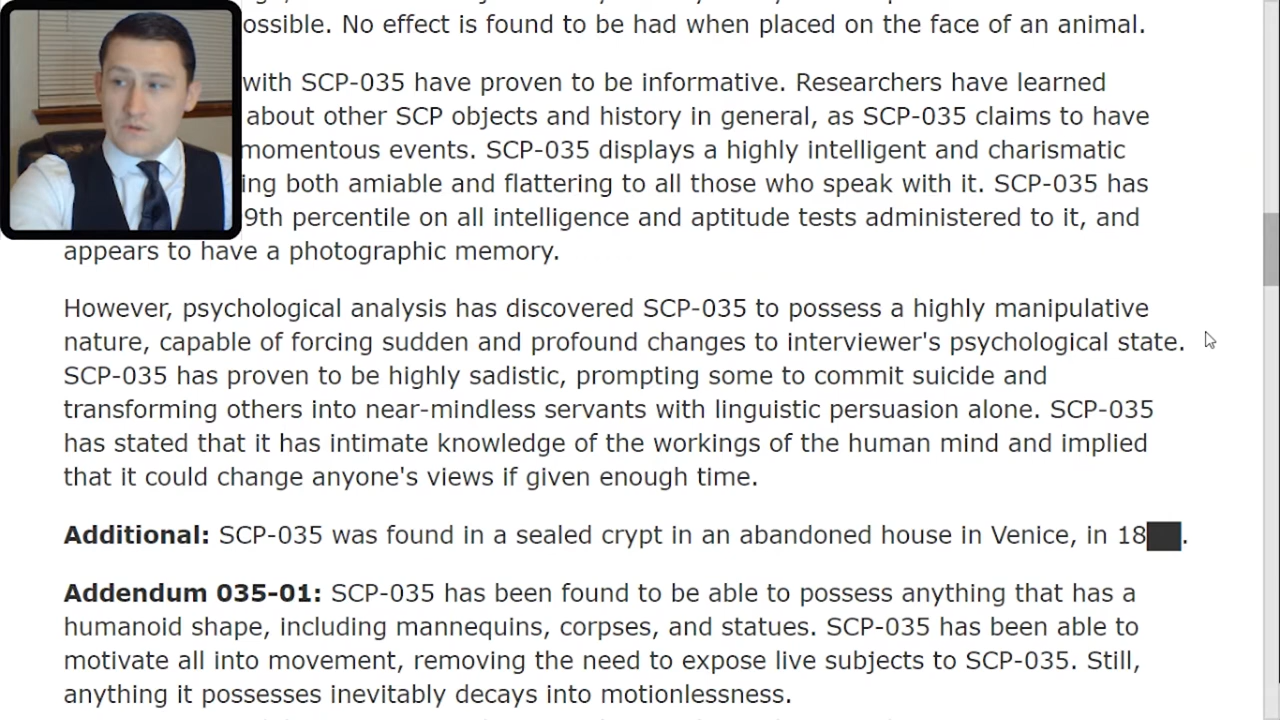 ossible. No effect is found to be had when placed on the face of an animal.
with SCP-035 have proven to be informative. Researchers have learned
about other SCP objects and history in general, as SCP-035 claims to have
momentous events. SCP-035 displays a highly intelligent and charismatic
ing both amiable and flattering to all those who speak with it. SCP-035 has
9th percentile on all intelligence and aptitude tests administered to it, and
appears to have a photographic memory.
However, psychological analysis has discovered SCP-035 to possess a highly manipulative
nature, capable of forcing sudden and profound changes to interviewer's psychological state.
SCP-035 has proven to be highly sadistic, prompting some to commit suicide and
transforming others into near-mindless servants with linguistic persuasion alone. SCP-035
has stated that it has intimate knowledge of the workings of the human mind and implied
that it could change anyone's views if given enough time.
Additional: SCP-035 was found in a sealed crypt in an abandoned house in Venice, in 18██.
Addendum 035-01: SCP-035 has been found to be able to possess anything that has a
humanoid shape, including mannequins, corpses, and statues. SCP-035 has been able to
motivate all into movement, removing the need to expose live subjects to SCP-035. Still,
anything it possesses inevitably decays into motionlessness.